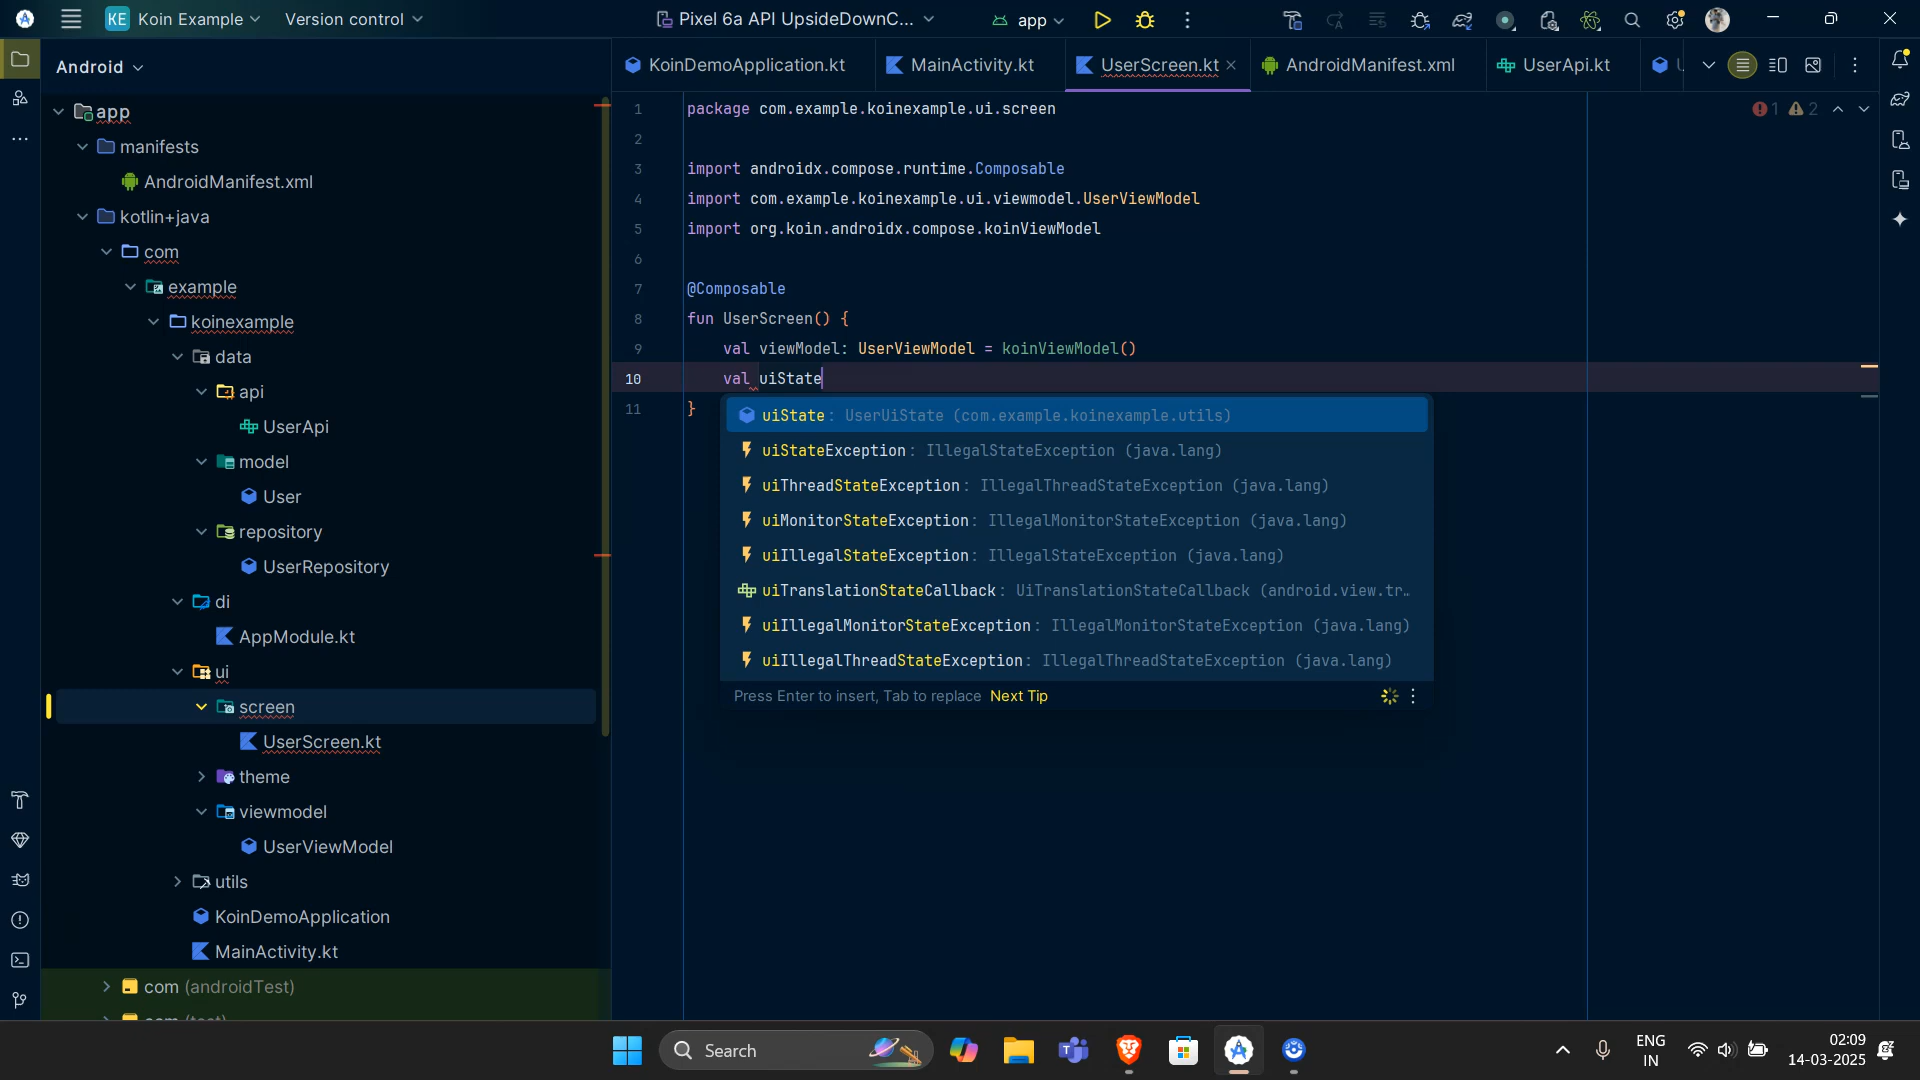 KE Koin Example
Version control
Pixel 6a API UpsideDownC...
app
Android
KoinDemoApplication.kt
MainActivity.kt
UserScreen.kt
AndroidManifest.xml
UserApi.kt
app
manifests
AndroidManifest.xml
kotlin+java
com
example
koinexample
data
api
UserApi
model
User
repository
UserRepository
di
AppModule.kt
ui
screen
UserScreen.kt
theme
viewmodel
UserViewModel
utils
KoinDemoApplication
MainActivity.kt
com (androidTest)
com (test)
1 package com.example.koinexample.ui.screen
1 2
2
3 import androidx.compose.runtime.Composable
4 import com.example.koinexample.ui.viewmodel.UserViewModel
5 import org.koin.androidx.compose.koinViewModel
6
7 @Composable
8 fun UserScreen() {
9 val viewModel: UserViewModel = koinViewModel()
10 val uiState
11 }
uiState: UserUiState (com.example.koinexample.utils)
uiStateException: IllegalStateException (java.lang)
uiThreadStateException: IllegalThreadStateException (java.lang)
uiMonitorStateException: IllegalMonitorStateException (java.lang)
uiIllegalStateException: IllegalStateException (java.lang)
uiTranslationStateCallback: UiTranslationStateCallback (android.view.tr…
uiIllegalMonitorStateException: IllegalMonitorStateException (java.lang)
uiIllegalThreadStateException: IllegalThreadStateException (java.lang)
Press Enter to insert, Tab to replace Next Tip
Search
ENG
IN
02:09
14-03-2025